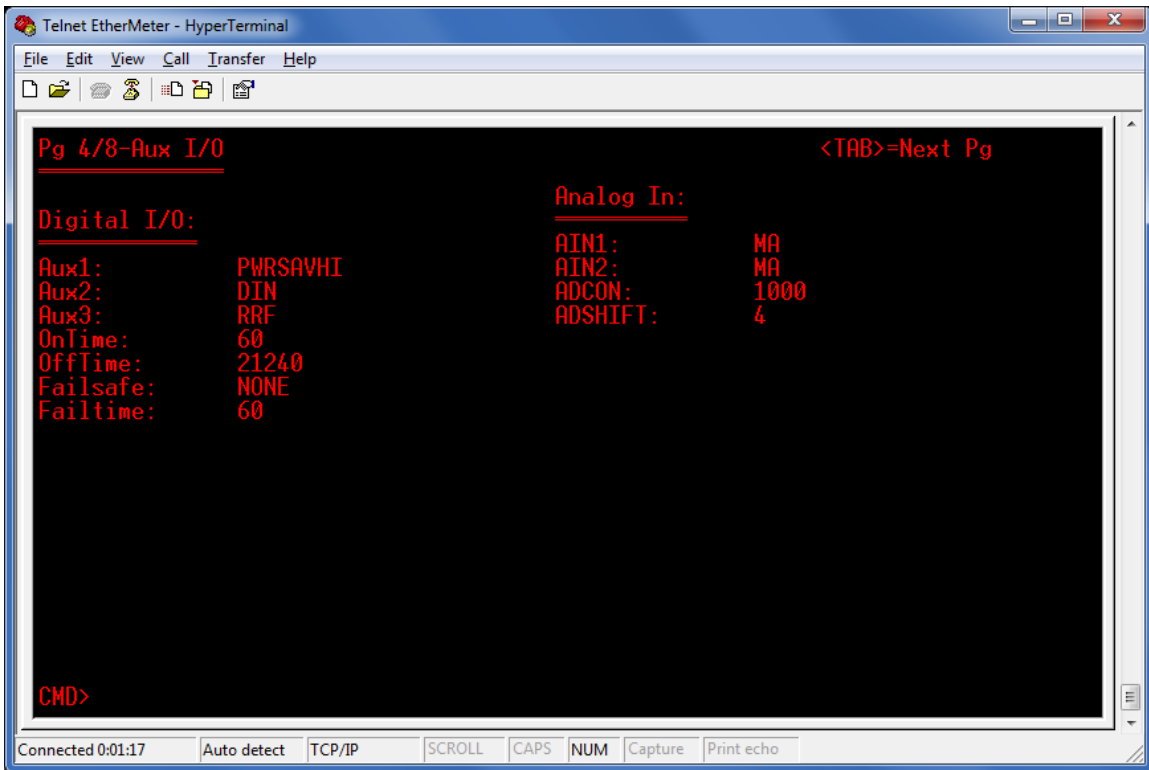 Telnet EtherMeter - HyperTerminal
File Edit View Call Transfer Help
Pg 4/8-Aux I/O <TAB>=Next Pg
Digital I/O:
Aux1: PWRSAVHI
Aux2: DIN
Aux3: RRF
OnTime: 60
OffTime: 21240
Failsafe: NONE
Failtime: 60
Analog In:
AIN1: MA
AIN2: MA
ADCON: 1000
ADSHIFT: 4
CMD>
Connected 0:01:17 Auto detect TCP/IP SCROLL CAPS NUM Capture Print echo